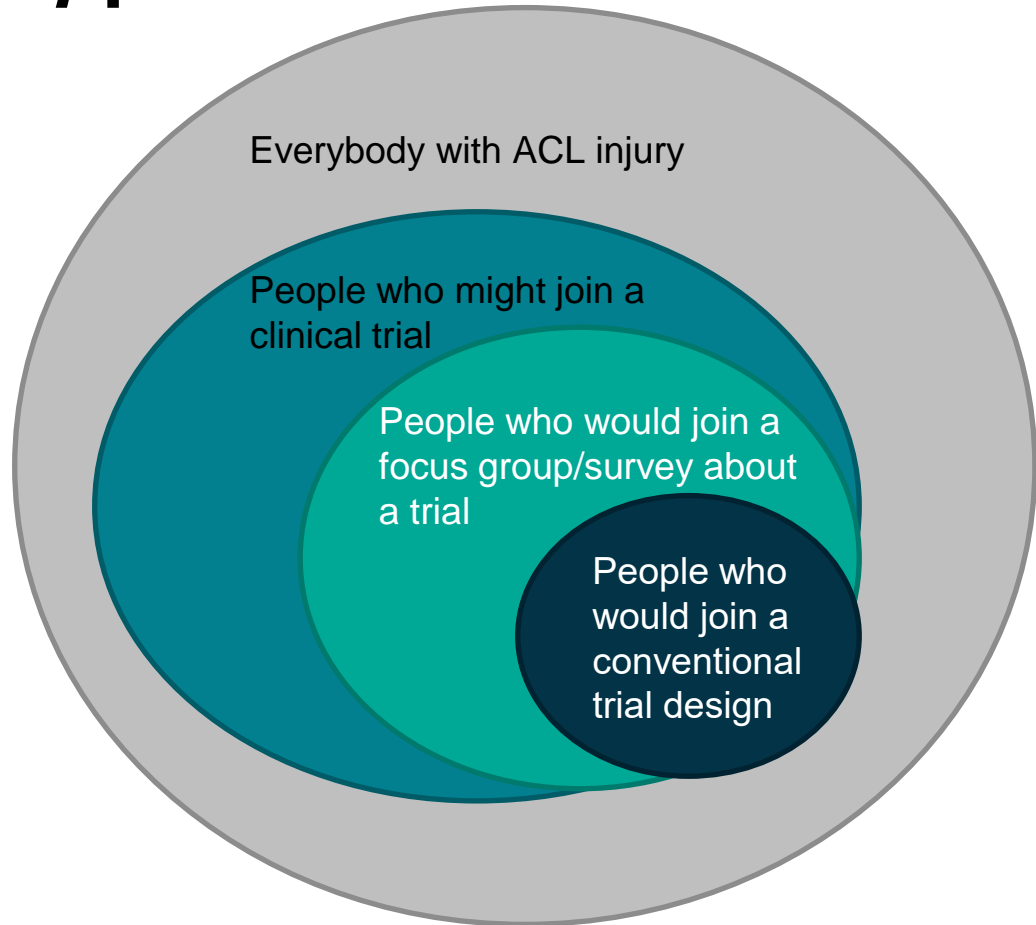 Everybody with ACL injury
People who might join a
clinical trial
People who would join a
focus group/survey about
a trial
People who
would join a
conventional
trial design